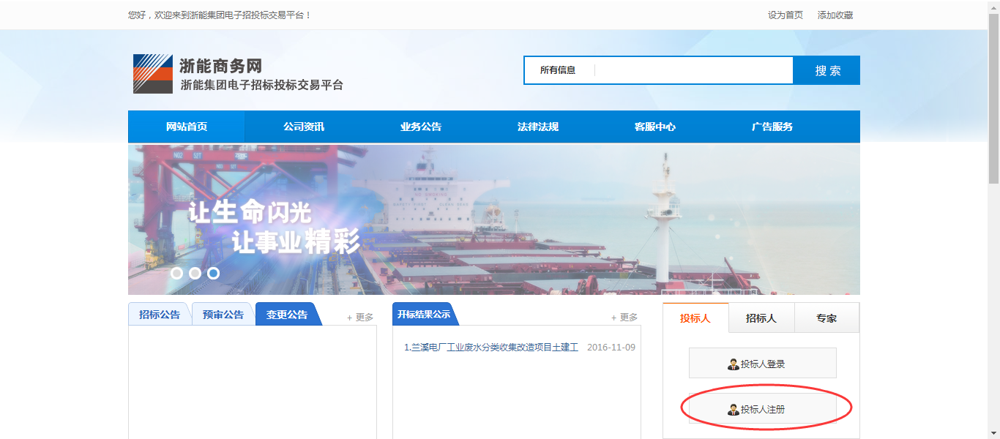 您好，欢迎来到浙能集团电子招投标交易平台！
设为首页 添加收藏
浙能商务网
浙能集团电子招标投标交易平台
所有信息
搜 索
网站首页 公司资讯 业务公告 法律法规 客服中心 广告服务
让生命闪光
让事业精彩
招标公告 预审公告 变更公告 + 更多
开标结果公示 + 更多
投标人 招标人 专家
1.兰溪电厂工业废水分类收集改造项目土建工 2016-11-09
投标人登录
投标人注册